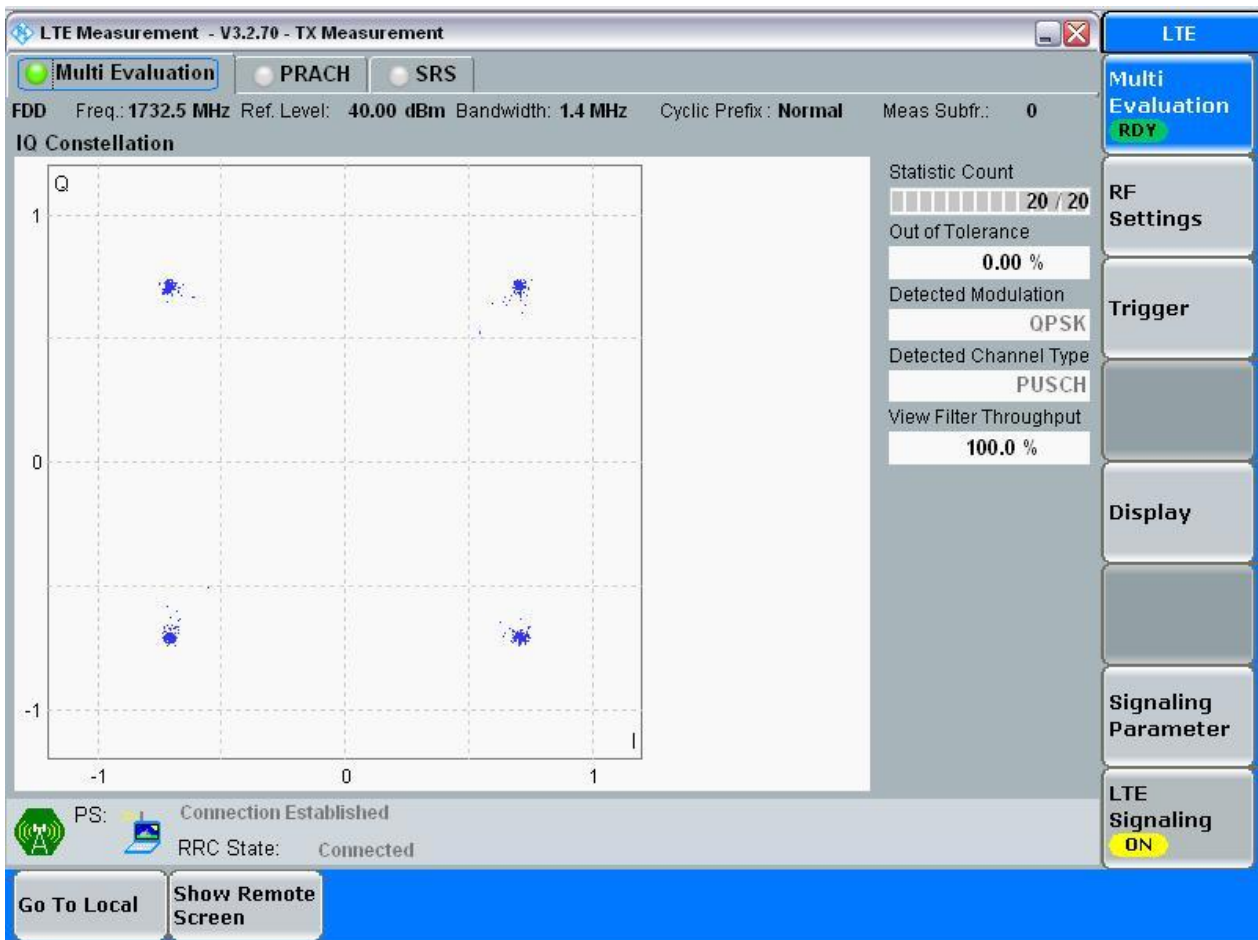 LTE Measurement - V3.2.70 - TX Measurement
LTE
Multi Evaluation PRACH SRS
FDD Freq.: 1732.5 MHz Ref. Level: 40.00 dBm Bandwidth: 1.4 MHz Cyclic Prefix : Normal Meas Subfr.: 0
IQ Constellation
Q
1
0
-1
-1 0 1
I
Statistic Count
20 / 20
Out of Tolerance
0.00 %
Detected Modulation
QPSK
Detected Channel Type
PUSCH
View Filter Throughput
100.0 %
Multi
Evaluation
RDY
RF
Settings
Trigger
Display
Signaling
Parameter
LTE
Signaling
ON
PS: Connection Established
RRC State: Connected
Go To Local
Show Remote
Screen